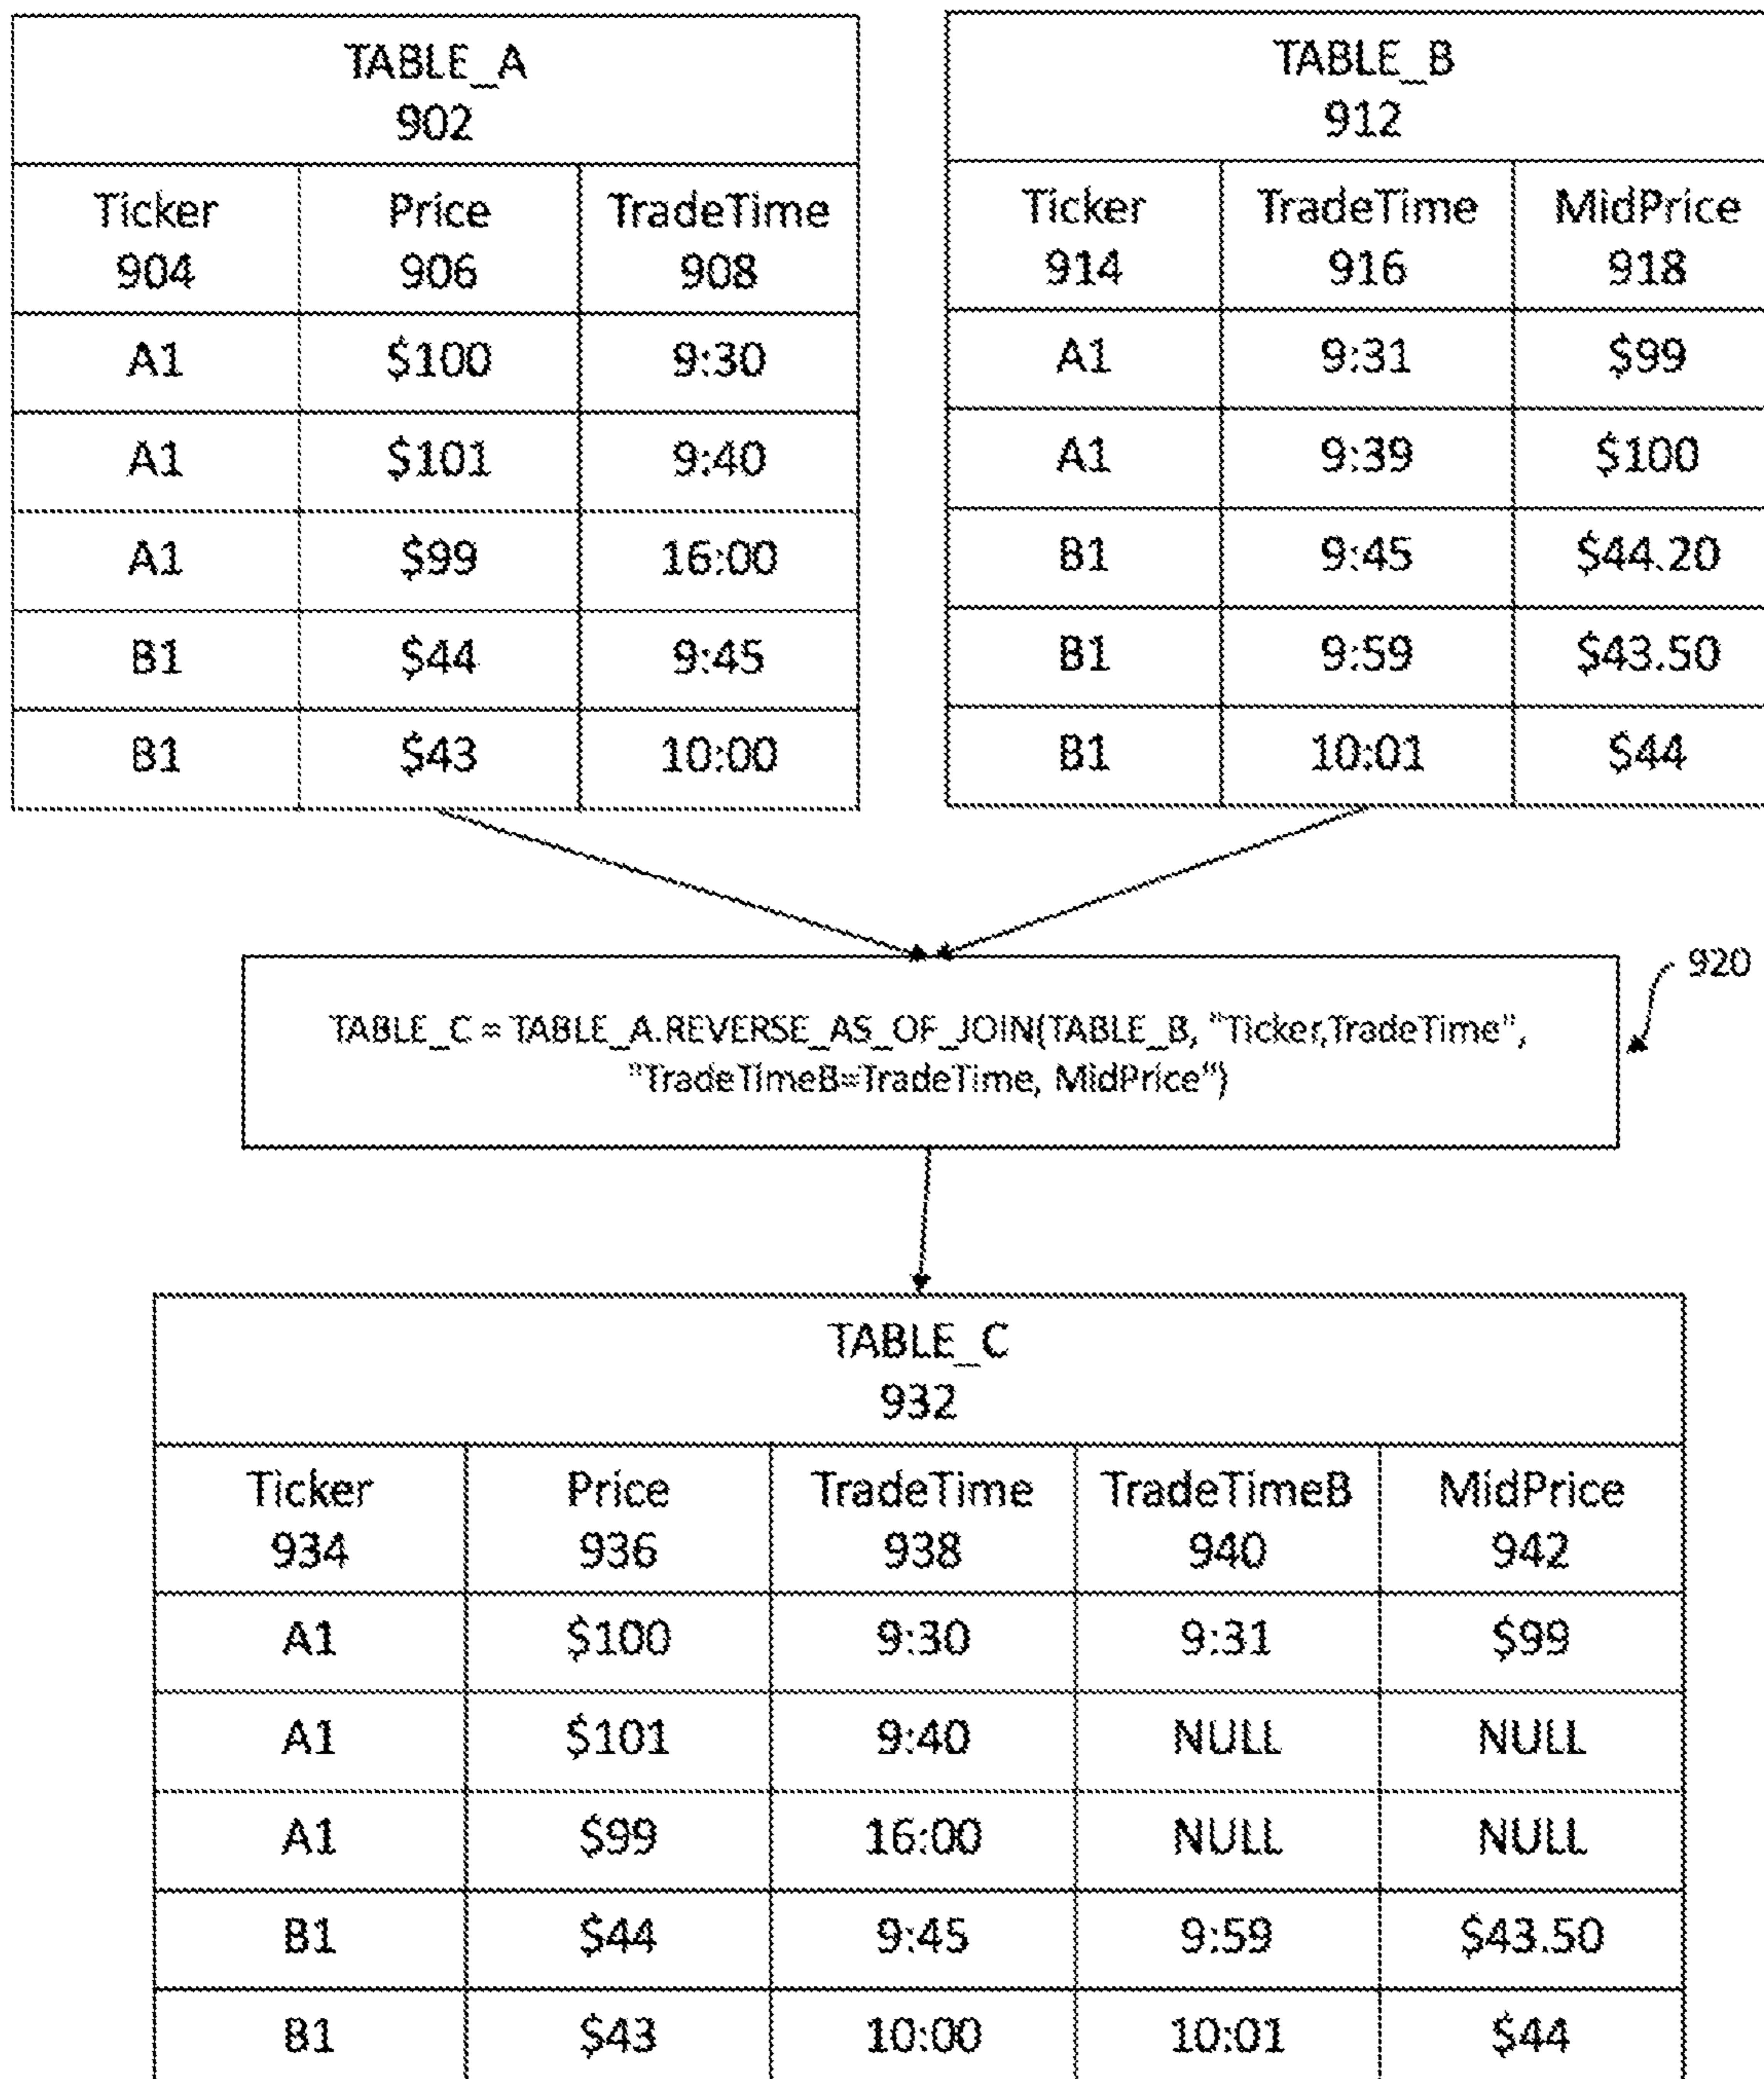 TABLE_A
902
Ticker Price TradeTime
904 906 908
A1 $100 9:30
A1 $101 9:40
A1 $99 16:00
B1 $44 9:45
B1 $43 10:00
TABLE_B
912
Ticker TradeTime MidPrice
914 916 918
A1 9:31 $99
A1 9:39 $100
B1 9:45 $44.20
B1 9:59 $43.50
B1 10:01 $44
920
TABLE_C = TABLE_A.REVERSE_AS_OF_JOIN(TABLE_B, "Ticker,TradeTime",
"TradeTimeB=TradeTime, MidPrice")
TABLE_C
932
Ticker Price TradeTime TradeTimeB MidPrice
934 936 938 940 942
A1 $100 9:30 9:31 $99
A1 $101 9:40 NULL NULL
A1 $99 16:00 NULL NULL
B1 $44 9:45 9:59 $43.50
B1 $43 10:00 10:01 $44